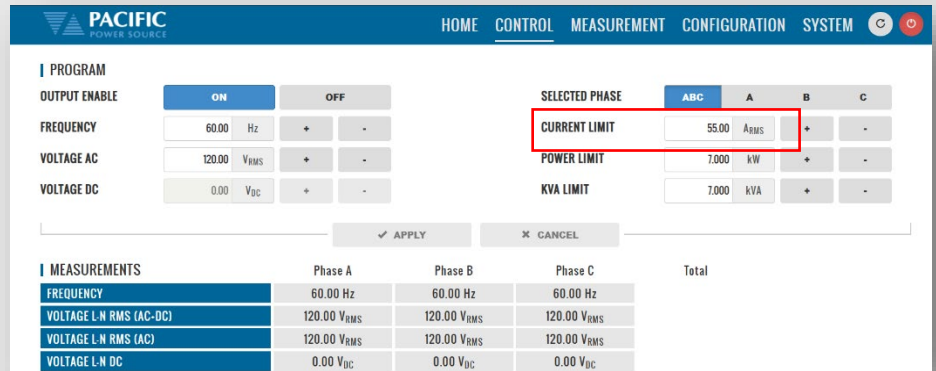 PACIFIC
POWER SOURCE
HOME CONTROL MEASUREMENT CONFIGURATION SYSTEM
PROGRAM
OUTPUT ENABLE ON OFF SELECTED PHASE ABC A B C
FREQUENCY 60.00 Hz + - CURRENT LIMIT 55.00 ARMS + -
VOLTAGE AC 120.00 VRMS + - POWER LIMIT 7.000 kW + -
VOLTAGE DC 0.00 VDC + - KVA LIMIT 7.000 kVA + -
✔ APPLY ✖ CANCEL
MEASUREMENTS Phase A Phase B Phase C Total
FREQUENCY 60.00 Hz 60.00 Hz 60.00 Hz
VOLTAGE L-N RMS (AC-DC) 120.00 VRMS 120.00 VRMS 120.00 VRMS
VOLTAGE L-N RMS (AC) 120.00 VRMS 120.00 VRMS 120.00 VRMS
VOLTAGE L-N DC 0.00 VDC 0.00 VDC 0.00 VDC